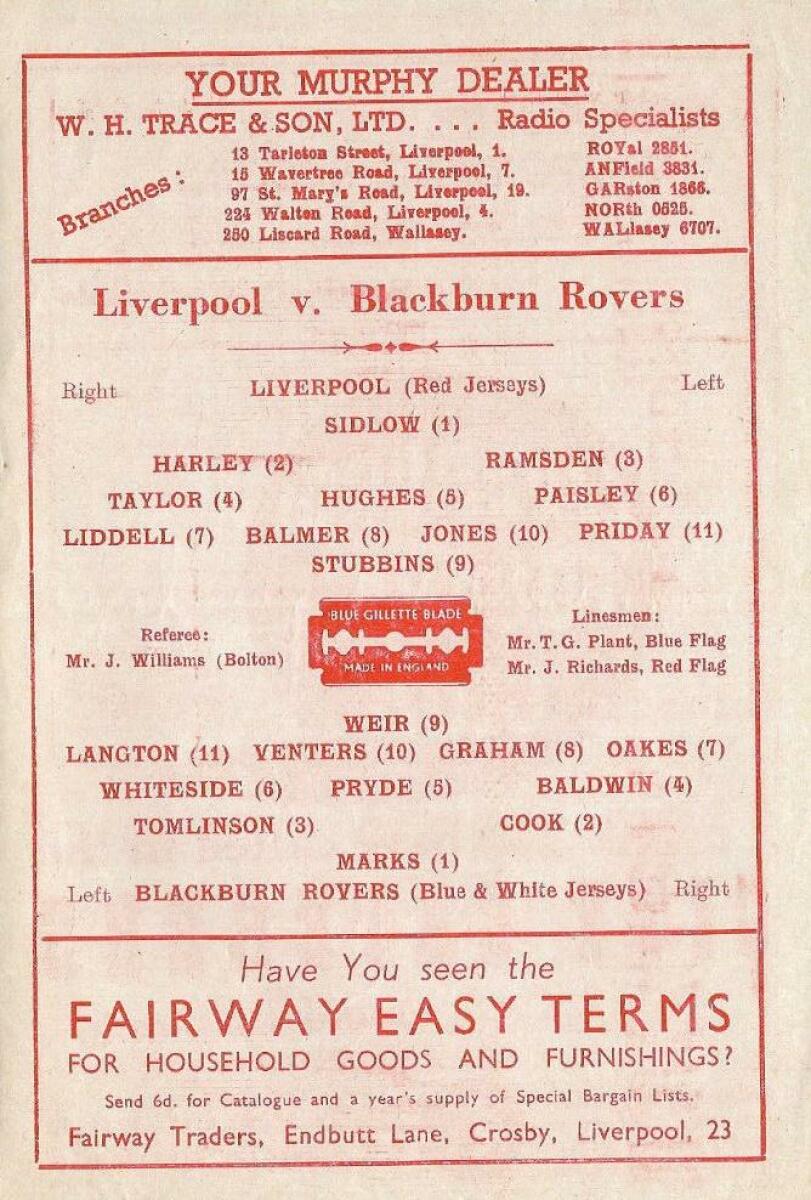 YOUR MURPHY DEALER
W. H. TRACE & SON, LTD. . . . Radio Specialists
Branches:
13 Tarleton Street, Liverpool, 1. ROYal 2851.
15 Wavertree Road, Liverpool, 7. ANField 3831.
97 St. Mary's Road, Liverpool, 19. GARston 1866.
224 Walton Road, Liverpool, 4. NORth 0525.
250 Liscard Road, Wallasey. WALlasey 6707.
Liverpool v. Blackburn Rovers
Right LIVERPOOL (Red Jerseys) Left
SIDLOW (1)
HARLEY (2) RAMSDEN (3)
TAYLOR (4) HUGHES (5) PAISLEY (6)
LIDDELL (7) BALMER (8) JONES (10) PRIDAY (11)
STUBBINS (9)
Referee:
Mr. J. Williams (Bolton)
BLUE GILLETTE BLADE
MADE IN ENGLAND
Linesmen:
Mr. T. G. Plant, Blue Flag
Mr. J. Richards, Red Flag
WEIR (9)
LANGTON (11) VENTERS (10) GRAHAM (8) OAKES (7)
WHITESIDE (6) PRYDE (5) BALDWIN (4)
TOMLINSON (3) COOK (2)
MARKS (1)
Left BLACKBURN ROVERS (Blue & White Jerseys) Right
Have You seen the
FAIRWAY EASY TERMS
FOR HOUSEHOLD GOODS AND FURNISHINGS?
Send 6d. for Catalogue and a year's supply of Special Bargain Lists.
Fairway Traders, Endbutt Lane, Crosby, Liverpool, 23